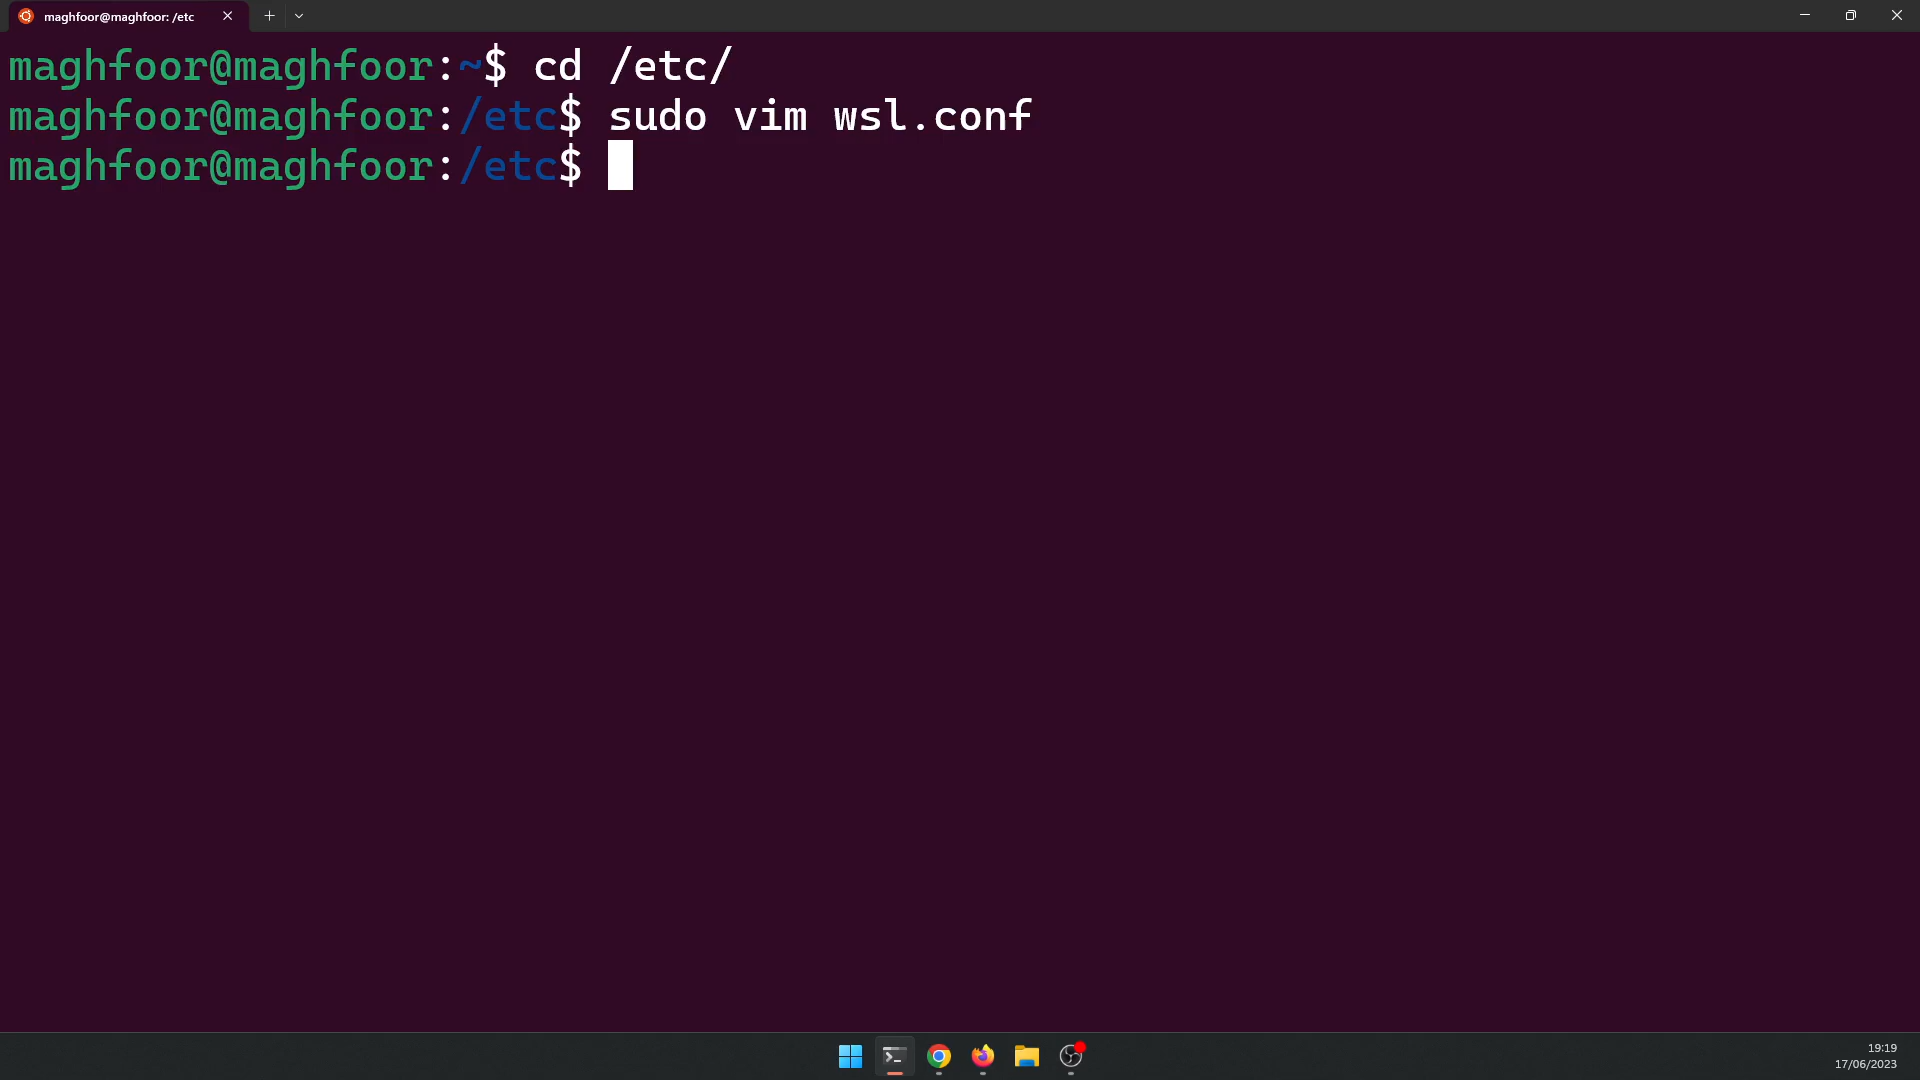 maghfoor@maghfoor: /etc
maghfoor@maghfoor:~$ cd /etc/
maghfoor@maghfoor:/etc$ sudo vim wsl.conf
maghfoor@maghfoor:/etc$
19:19
17/06/2023